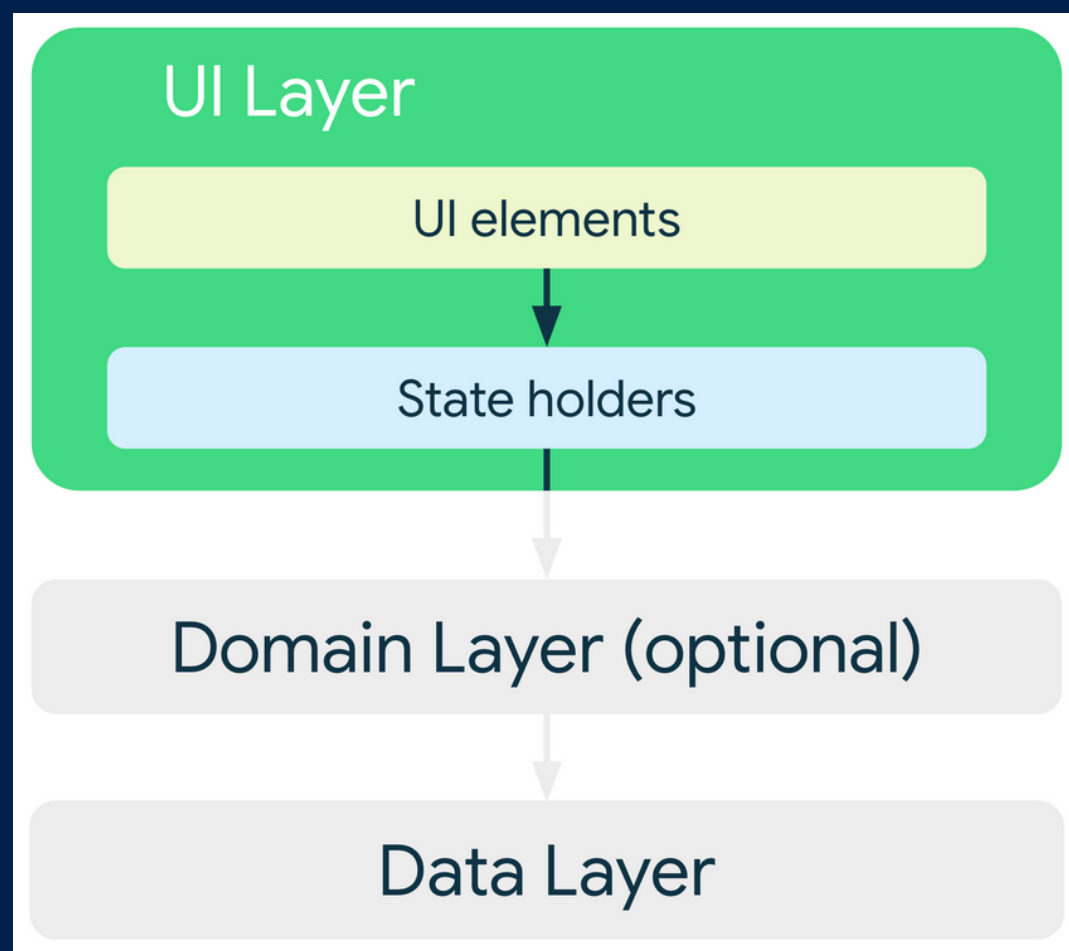 UI Layer
UI elements
State holders
Domain Layer (optional)
Data Layer